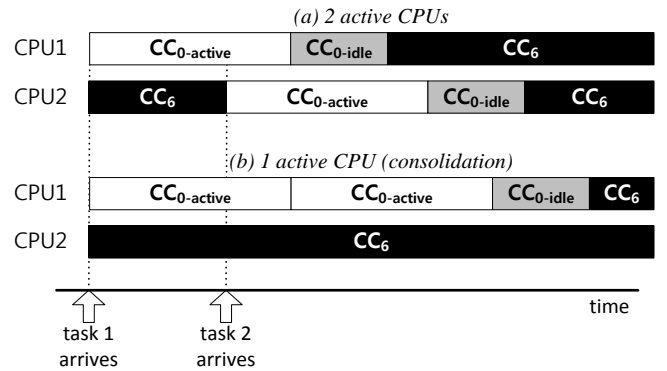 (a) 2 active CPUs
CPU1 CC0-active CC0-idle CC6
CPU2 CC6 CC0-active CC0-idle CC6
(b) 1 active CPU (consolidation)
CPU1 CC0-active CC0-active CC0-idle CC6
CPU2 CC6
time
task 1 task 2
arrives arrives